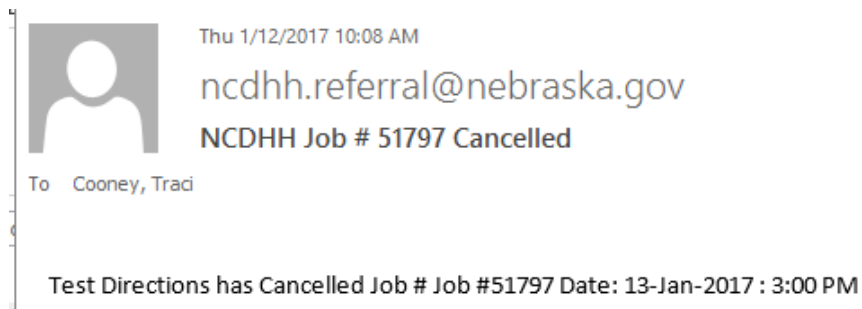 Thu 1/12/2017 10:08 AM
ncdhh.referral@nebraska.gov
NCDHH Job # 51797 Cancelled
To Cooney, Traci
Test Directions has Cancelled Job # Job #51797 Date: 13-Jan-2017 : 3:00 PM